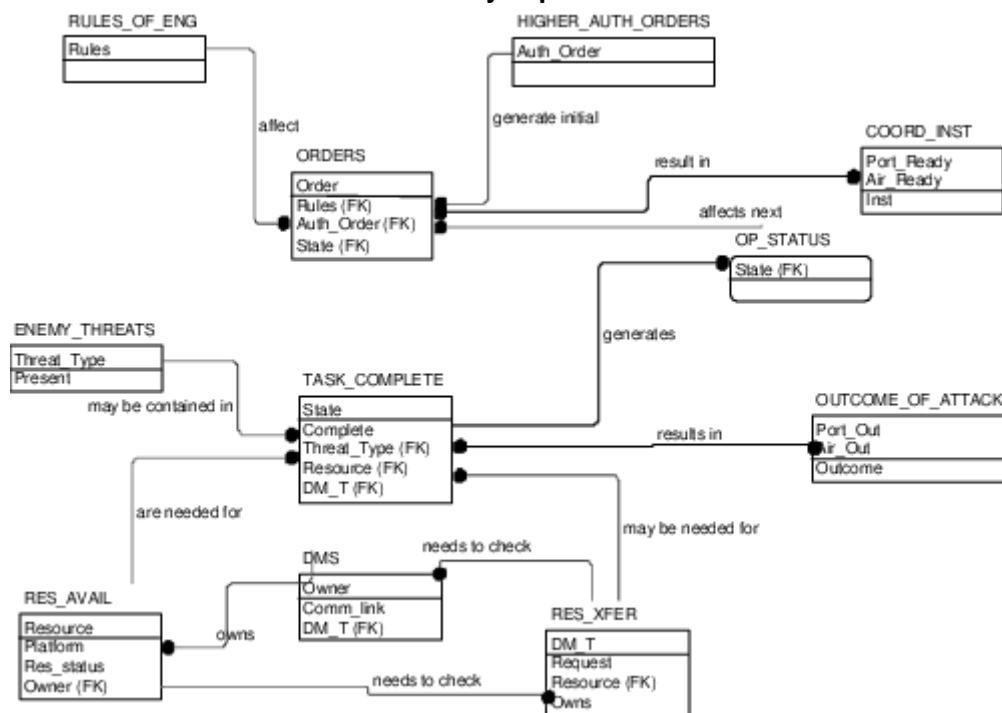 RULES_OF_ENG
Rules
HIGHER_AUTH_ORDERS
Auth_Order
affect
generate initial
COORD_INST
Port_Ready
Air_Ready
Inst
ORDERS
Order
Rules (FK)
Auth_Order (FK)
State (FK)
result in
affects next
OP_STATUS
State (FK)
generates
ENEMY_THREATS
Threat_Type
Present
may be contained in
TASK_COMPLETE
State
Complete
Threat_Type (FK)
Resource (FK)
DM_T (FK)
results in
OUTCOME_OF_ATTACK
Port_Out
Air_Out
Outcome
are needed for
may be needed for
needs to check
DMS
Owner
Comm_link
DM_T (FK)
owns
RES_AVAIL
Resource
Platform
Res_status
Owner (FK)
needs to check
RES_XFER
DM_T
Request
Resource (FK)
Owns